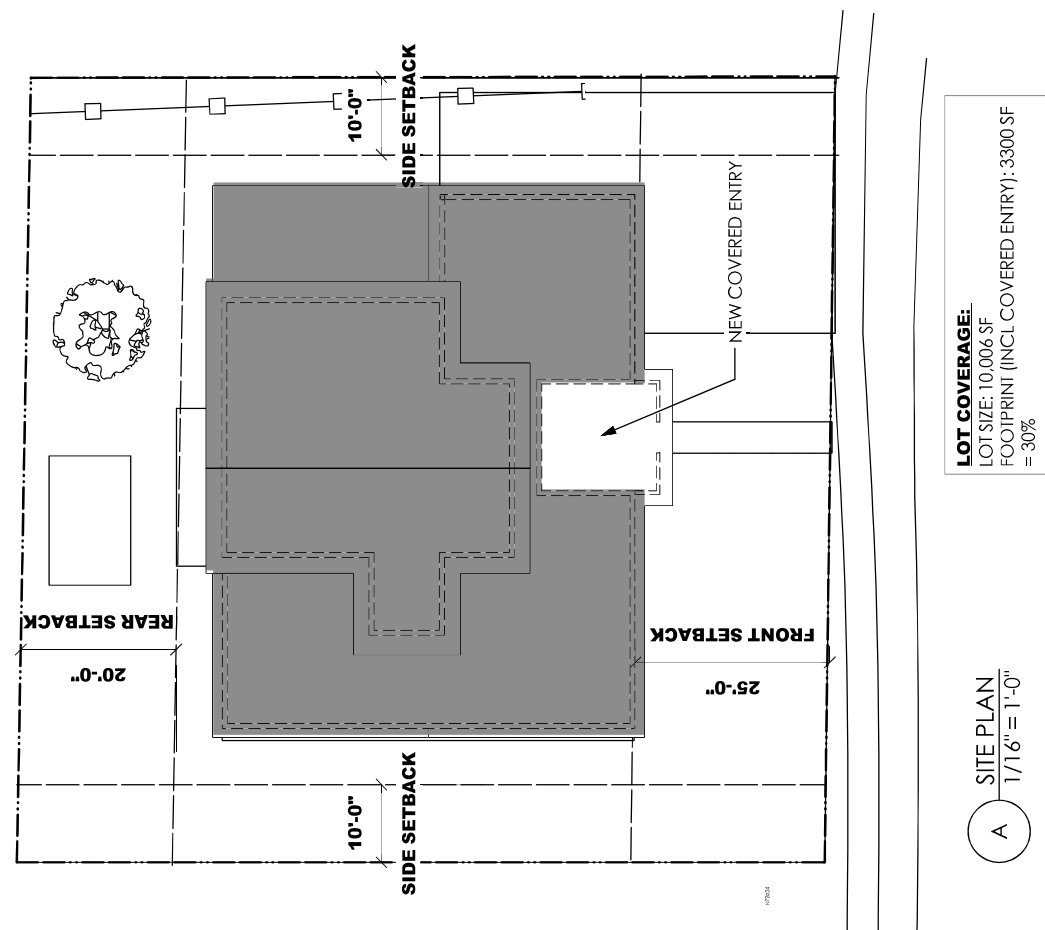 SIDE SETBACK
10'-0"
NEW COVERED ENTRY
REAR SETBACK
20'-0"
FRONT SETBACK
25'-0"
SIDE SETBACK
10'-0"
LOT COVERAGE:
LOT SIZE: 10,006 SF
FOOTPRINT (INCL COVERED ENTRY): 3300 SF
= 30%
A
SITE PLAN
1/16" = 1'-0"